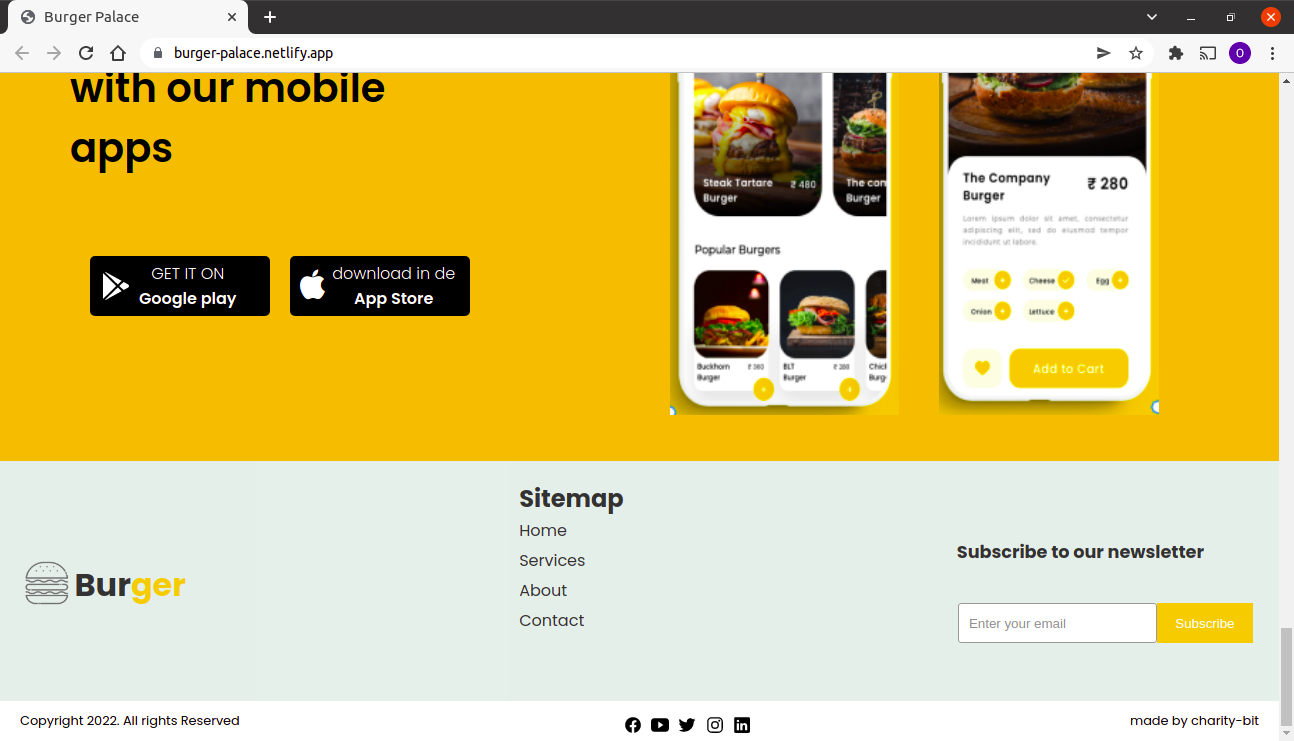 Burger Palace
burger-palace.netlify.app
O
with our mobile
apps
GET IT ON
Google play
download in de
App Store
Steak Tartare
Burger
₹ 480
The con
Burger
Popular Burgers
Buckhorn
Burger
₹ 360
BLT
Burger
₹ 280
Chicl
Burg
The Company
Burger
₹ 280
Lorem ipsum dolor sit amet, consectetur
adipiscing elit, sed do eiusmod tempor
incididunt ut labore.
Meat
Cheese
Egg
Onion
Lettuce
Add to Cart
Burger
Sitemap
Home
Services
About
Contact
Subscribe to our newsletter
Enter your email
Subscribe
Copyright 2022. All rights Reserved
made by charity-bit